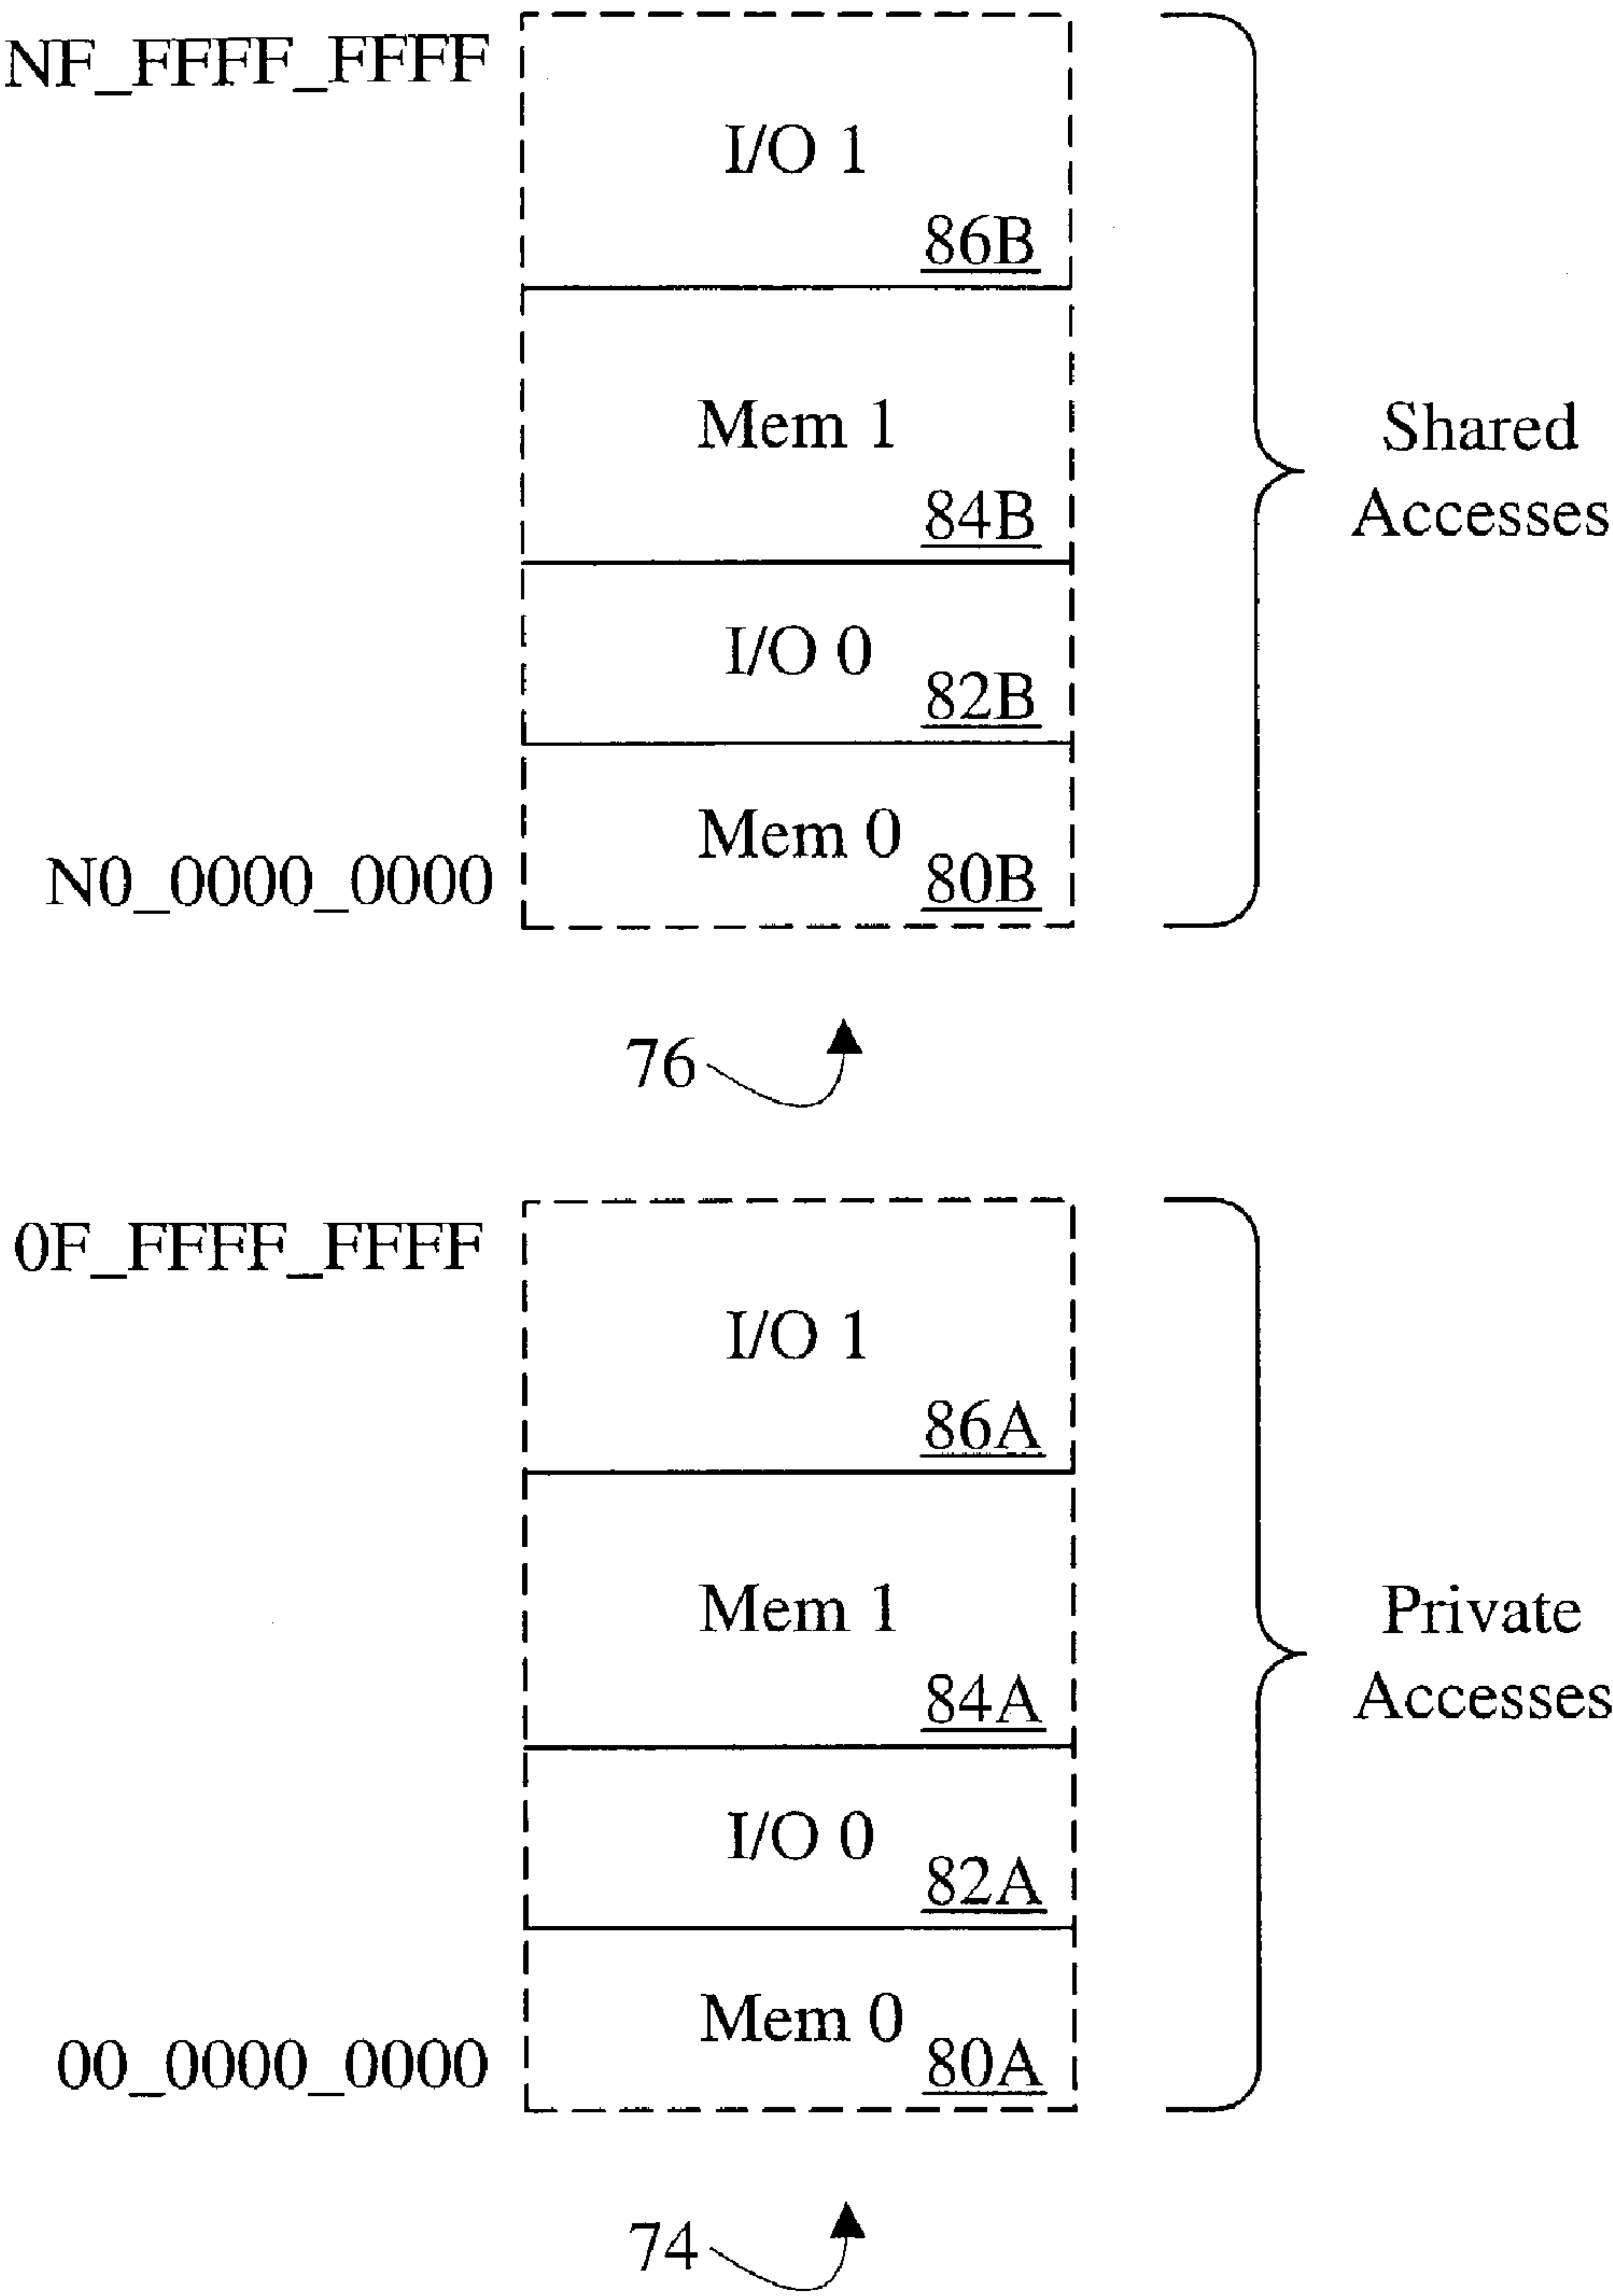 NF_FFFF_FFFF
I/O 1
86B
Mem 1
84B
Shared
Accesses
I/O 0
82B
Mem 0
N0_0000_0000
80B
76
0F_FFFF_FFFF
I/O 1
86A
Mem 1
84A
Private
Accesses
I/O 0
82A
Mem 0
00_0000_0000
80A
74